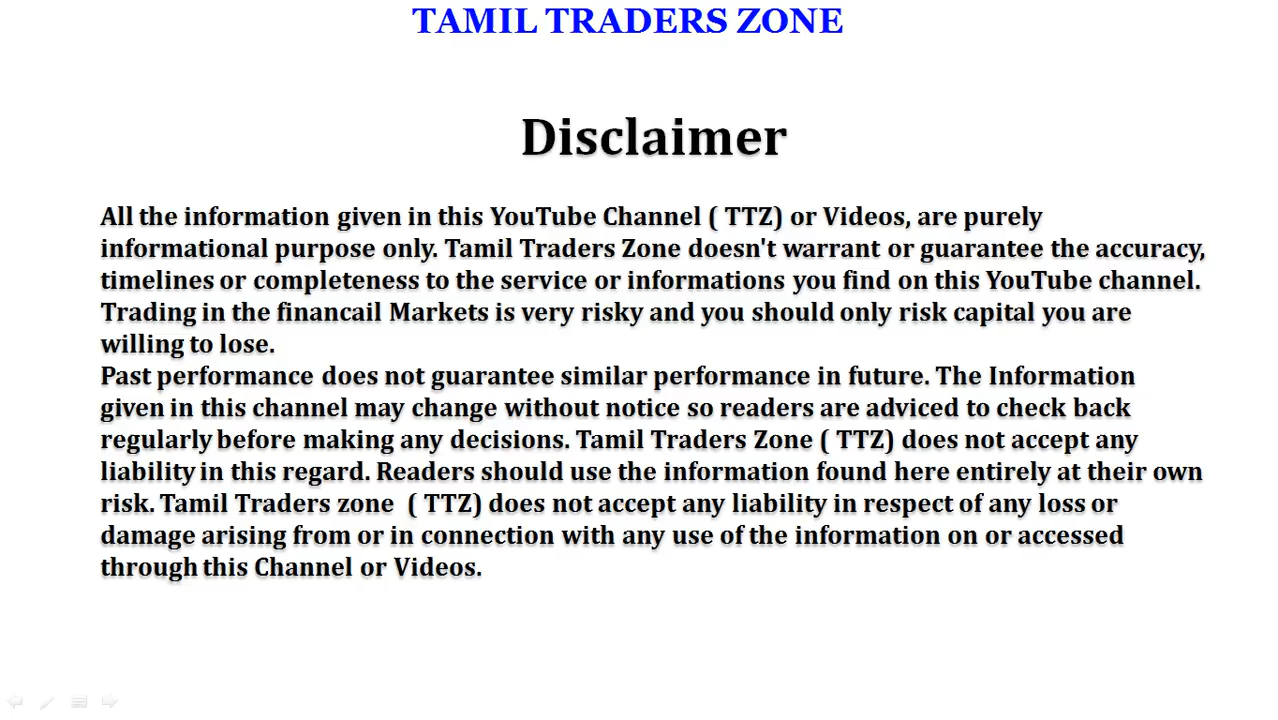 TAMIL TRADERS ZONE
Disclaimer
All the information given in this YouTube Channel ( TTZ) or Videos, are purely
informational purpose only. Tamil Traders Zone doesn't warrant or guarantee the accuracy,
timelines or completeness to the service or informations you find on this YouTube channel.
Trading in the financail Markets is very risky and you should only risk capital you are
willing to lose.
Past performance does not guarantee similar performance in future. The Information
given in this channel may change without notice so readers are adviced to check back
regularly before making any decisions. Tamil Traders Zone ( TTZ) does not accept any
liability in this regard. Readers should use the information found here entirely at their own
risk. Tamil Traders zone  ( TTZ) does not accept any liability in respect of any loss or
damage arising from or in connection with any use of the information on or accessed
through this Channel or Videos.